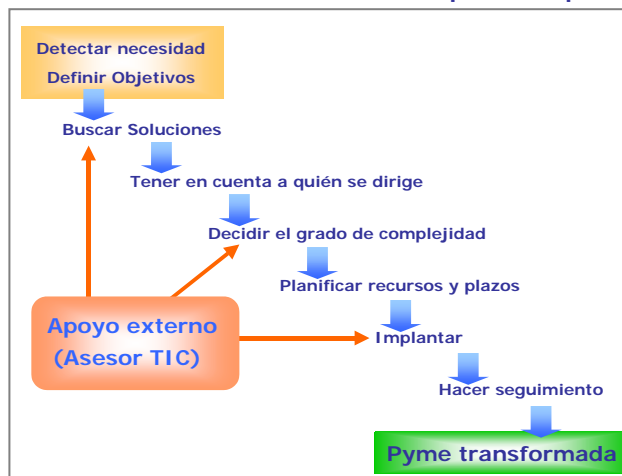 Detectar necesidad
Definir Objetivos
Buscar Soluciones
Tener en cuenta a quién se dirige
Decidir el grado de complejidad
Planificar recursos y plazos
Apoyo externo
(Asesor TIC)
Implantar
Hacer seguimiento
Pyme transformada